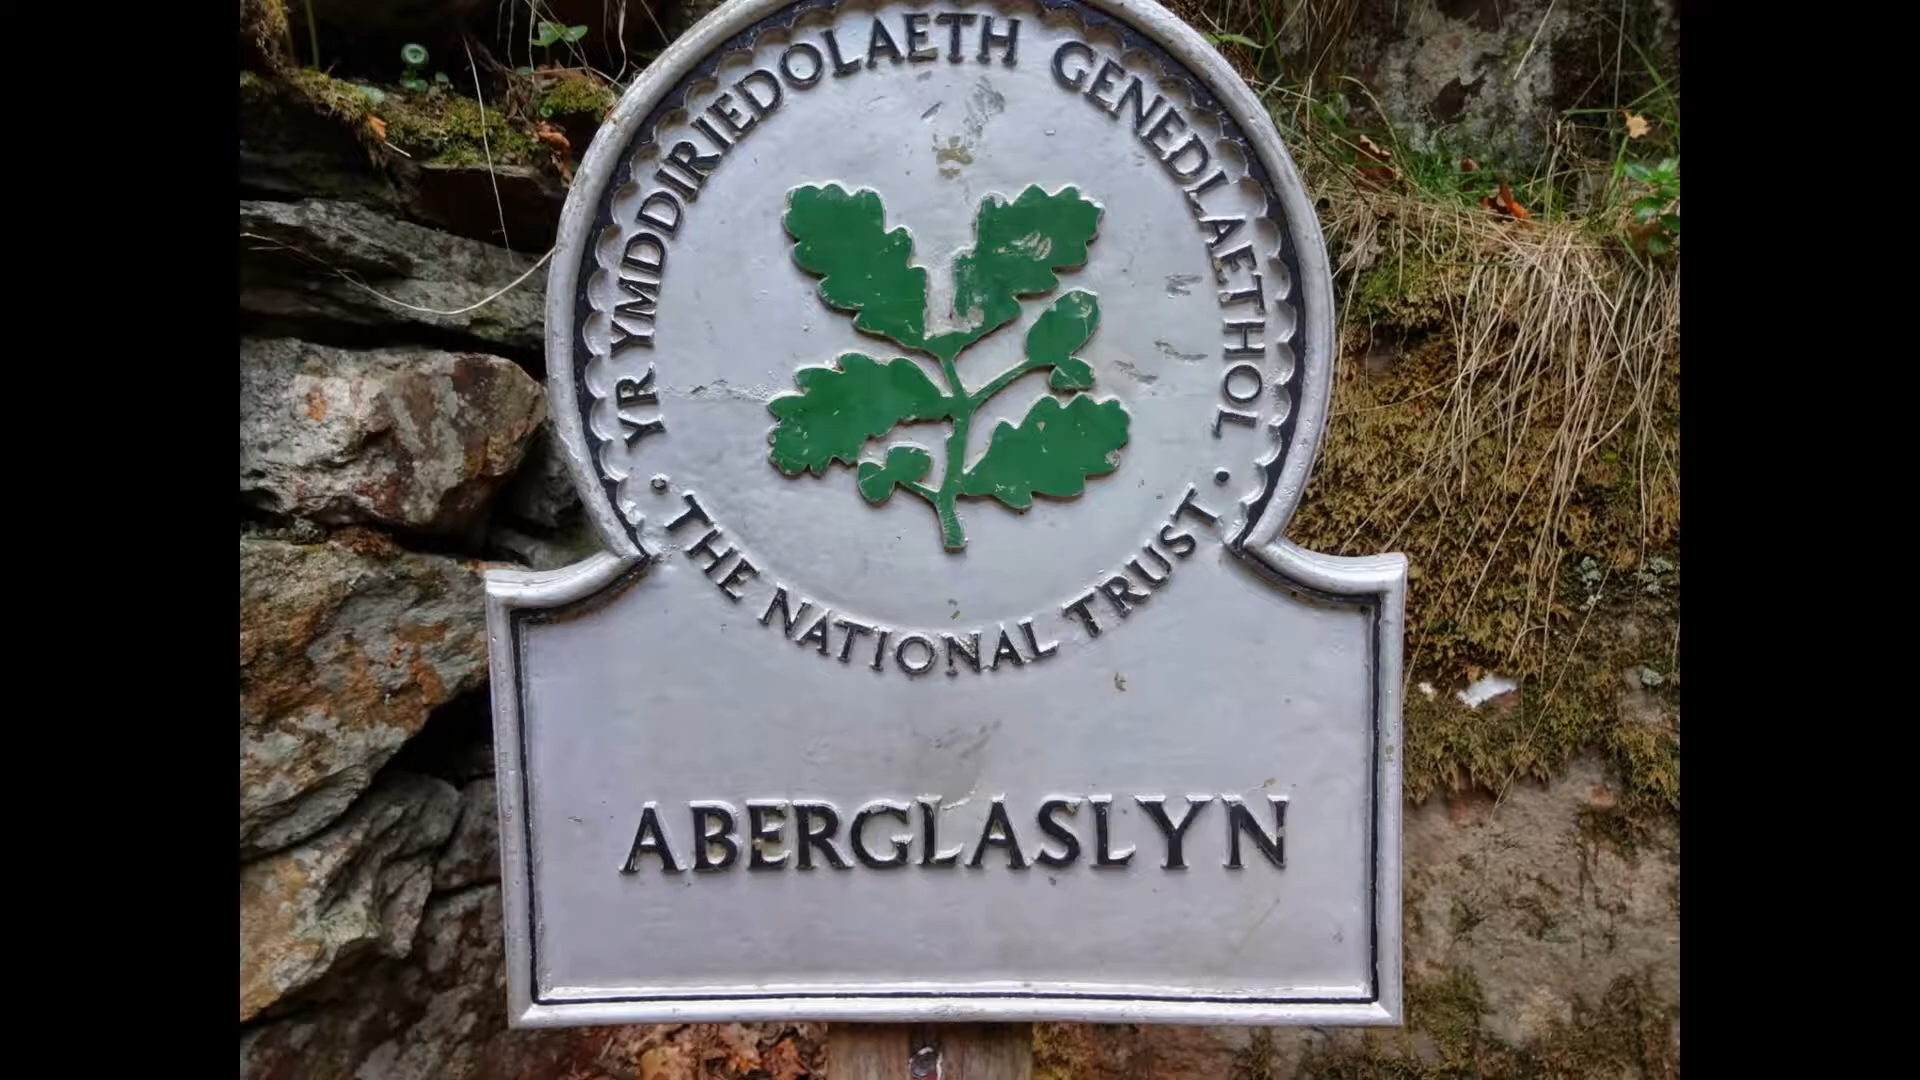 YR YMDDIRIEDOLAETH GENEDLAETHOL
• THE NATIONAL TRUST •
ABERGLASLYN